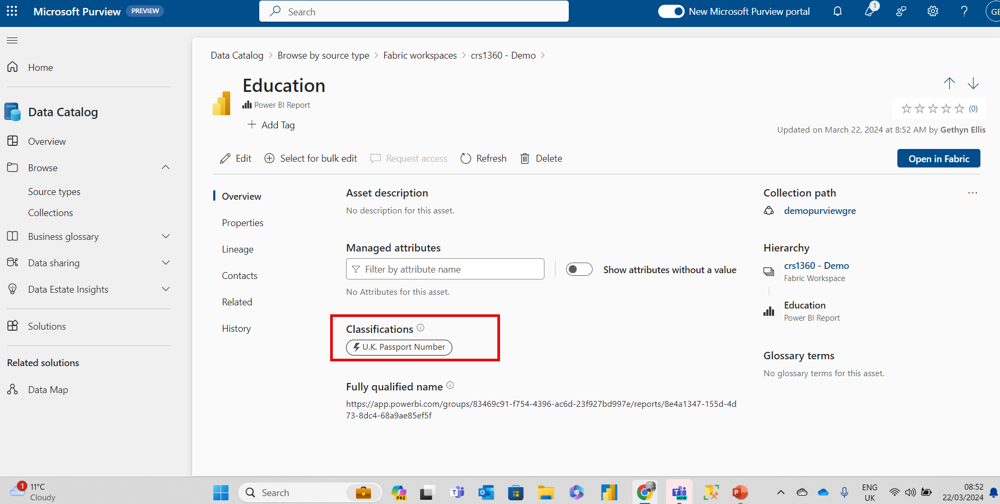 Microsoft Purview PREVIEW
Search
New Microsoft Purview portal
1
GE
Home
Data Catalog
Overview
Browse
Source types
Collections
Business glossary
Data sharing
Data Estate Insights
Solutions
Related solutions
Data Map
Data Catalog > Browse by source type > Fabric workspaces > crs1360 - Demo >
Education
Power BI Report
Add Tag
(0)
Updated on March 22, 2024 at 8:52 AM by Gethyn Ellis
Edit Select for bulk edit Request access Refresh Delete
Open in Fabric
Overview
Properties
Lineage
Contacts
Related
History
Asset description
No description for this asset.
Managed attributes
Filter by attribute name
Show attributes without a value
No Attributes for this asset.
Classifications
U.K. Passport Number
Fully qualified name
https://app.powerbi.com/groups/83469c91-f754-4396-ac6d-23f927bd997e/reports/8e4a1347-155d-4d
73-8dc4-68a9ae85ef5f
Collection path
...
demopurviewgre
Hierarchy
crs1360 - Demo
Fabric Workspace
Education
Power BI Report
Glossary terms
No glossary terms for this asset.
1
11°C
Cloudy
Search
PRE
NEW
ENG
UK
08:52
22/03/2024